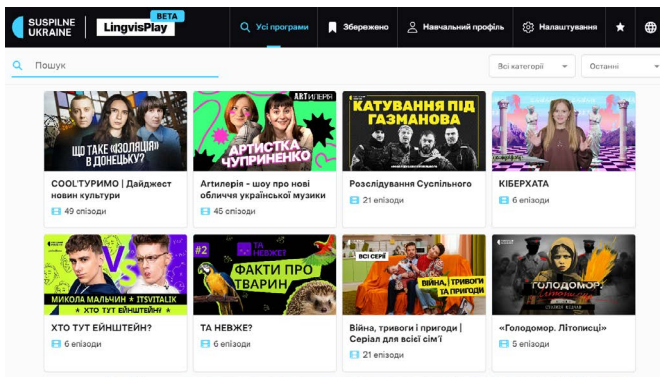 SUSPILNE
UKRAINE
LingvisPlay
BETA
Усі програми
Збережено
Навчальний профіль
Налаштування
Пошук
Всі категорії
Останні
ЩО ТАКЕ «ІЗОЛЯЦІЯ»
В ДОНЕЦЬКУ?
COOL'ТУРИМО | Дайджест
новин культури
49 епізоди
ARTИЛЕРІЯ
АРТИСТКА
ЧУПРИНЕНКО
Artилерія - шоу про нові
обличчя української музики
45 епізоди
КАТУВАННЯ ПІД
ГАЗМАНОВА
Розслідування Суспільного
21 епізоди
КІБЕРХАТА
6 епізоди
VS
МИКОЛА МАЛЬЧИН ★ ITSVITALIK
★ ХТО ТУТ ЕЙНШТЕЙН? ★
ХТО ТУТ ЕЙНШТЕЙН?
6 епізоди
#2
ТА
НЕВЖЕ?
ФАКТИ ПРО
ТВАРИН
ТА НЕВЖЕ?
6 епізоди
ВСІ СЕРІЇ
ВІЙНА, ТРИВОГИ
ТА ПРИГОДИ
Війна, тривоги і пригоди |
Серіал для всієї сім'ї
21 епізоди
ГОЛОДОМОР.
Літописці
«Голодомор. Літописці»
5 епізоди